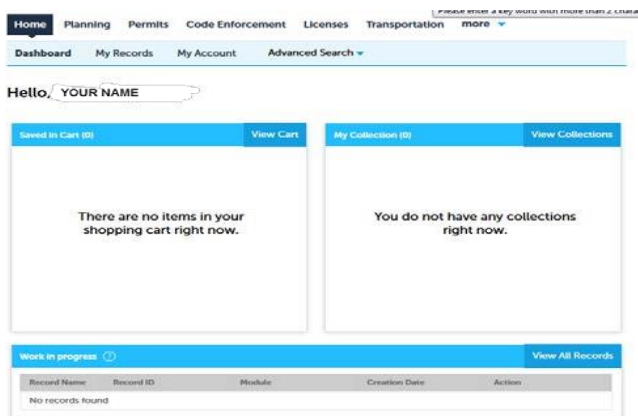 Please enter a key word with more than 2 chara
Home Planning Permits Code Enforcement Licenses Transportation more
Dashboard My Records My Account Advanced Search
Hello, YOUR NAME
Saved in Cart (0) View Cart My Collection (0) View Collections
There are no items in your You do not have any collections
shopping cart right now. right now.
Work in progress ? View All Records
Record Name Record ID Module Creation Date Action
No records found